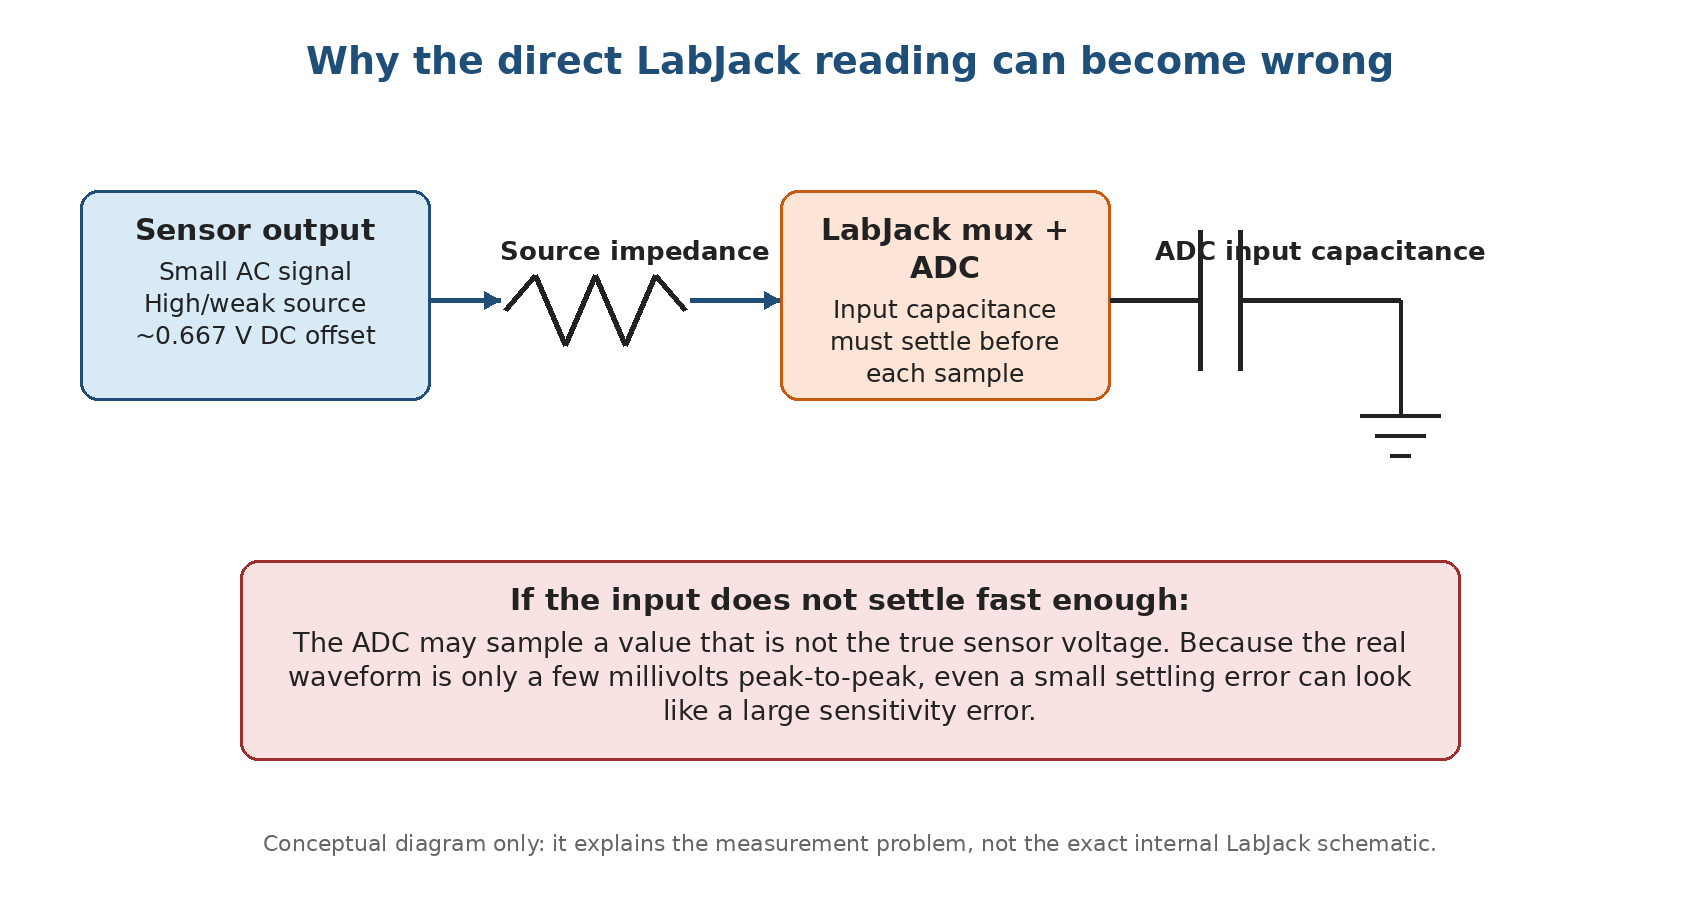 Why the direct LabJack reading can become wrong
Sensor output
Small AC signal
High/weak source
~0.667 V DC offset
Source impedance
LabJack mux +
ADC
Input capacitance
must settle before
each sample
ADC input capacitance
If the input does not settle fast enough:
The ADC may sample a value that is not the true sensor voltage. Because the real
waveform is only a few millivolts peak-to-peak, even a small settling error can look
like a large sensitivity error.
Conceptual diagram only: it explains the measurement problem, not the exact internal LabJack schematic.